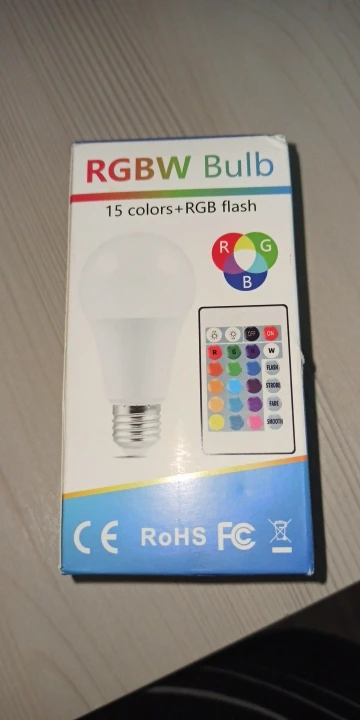 RGBW Bulb
15 colors+RGB flash
R G
B
OFF ON
R G B W
FLASH
STROBE
FADE
SMOOTH
CE RoHS FC